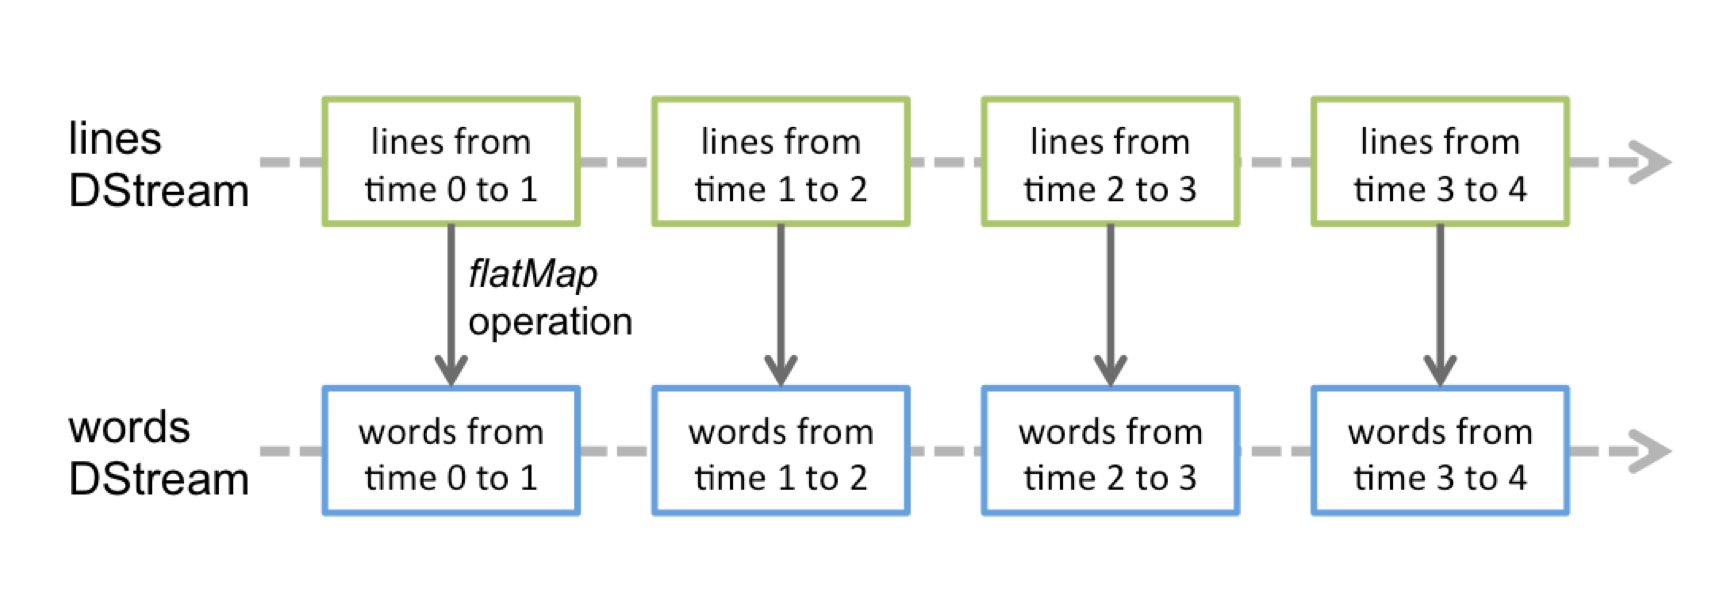 lines
DStream
lines from
time 0 to 1
lines from
time 1 to 2
lines from
time 2 to 3
lines from
time 3 to 4
flatMap
operation
words
DStream
words from
time 0 to 1
words from
time 1 to 2
words from
time 2 to 3
words from
time 3 to 4